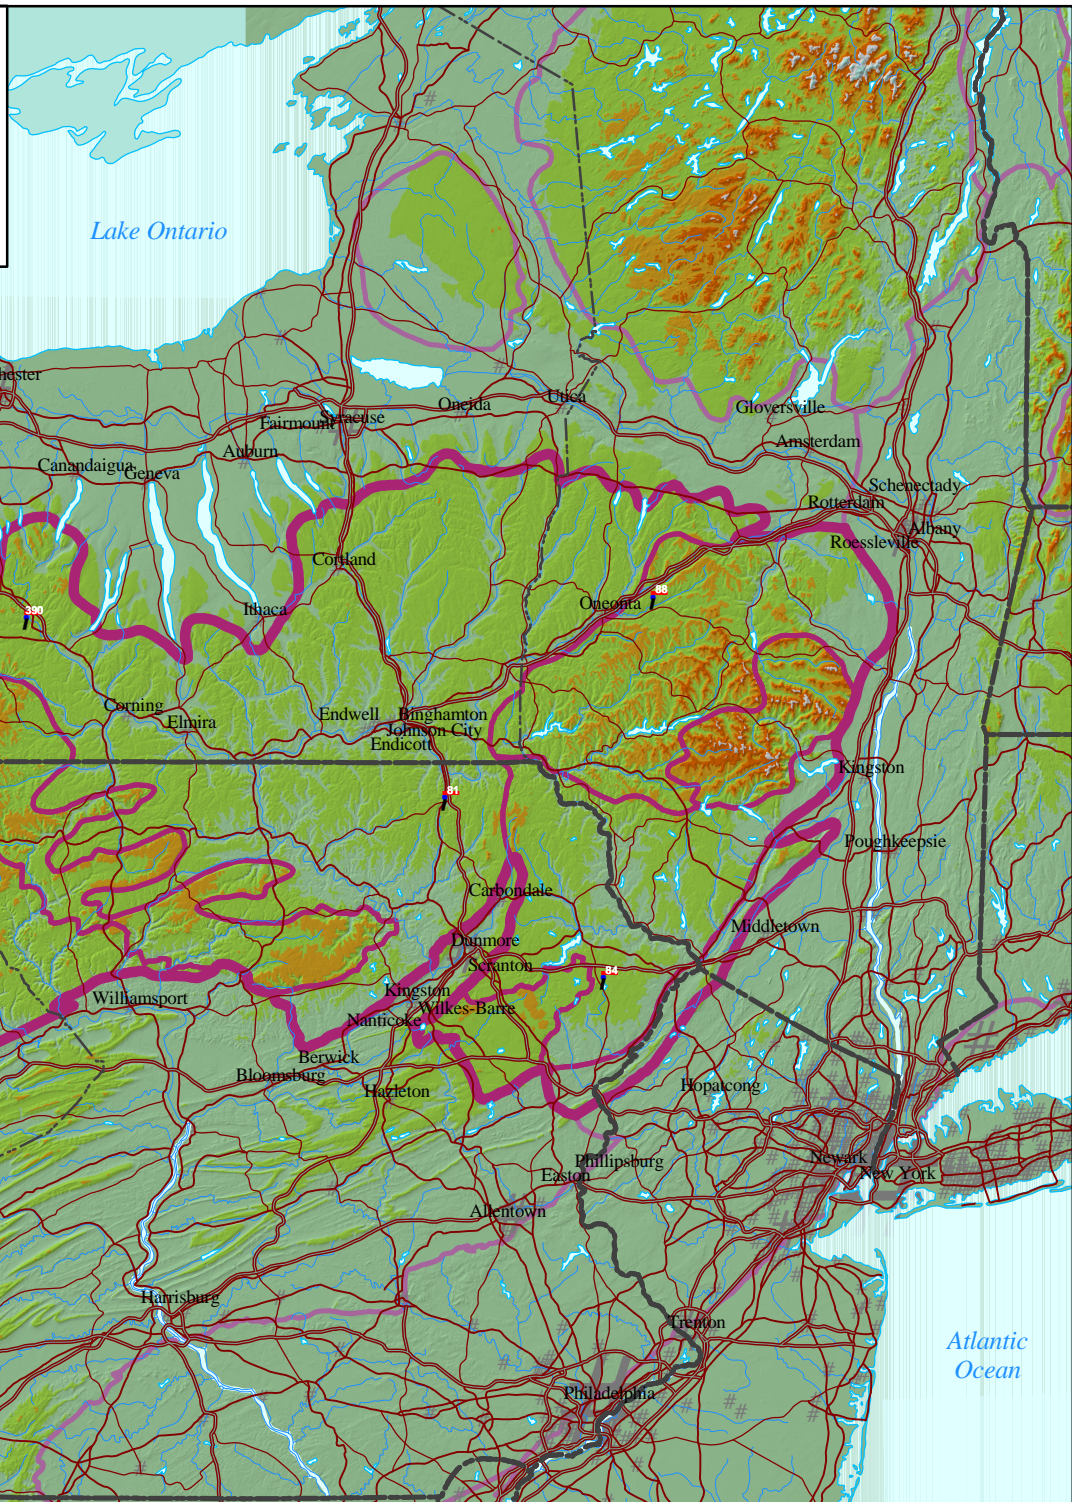 Lake Ontario
hester
Utica
Oneida
Gloversville
Fairmount
Syracuse
Auburn
Amsterdam
Canandaigua
Geneva
Schenectady
Rotterdam
Albany
Roessleville
Cortland
88
Ithaca
Oneonta
390
Corning
Elmira
Endwell
Binghamton
Johnson City
Endicott
Kingston
81
Poughkeepsie
Carbondale
Middletown
Dunmore
Scranton
84
Kingston
Williamsport
Wilkes-Barre
Nanticoke
Berwick
Bloomsburg
Hazleton
Hopatcong
Newark
New York
Phillipsburg
Easton
Allentown
Harrisburg
Trenton
Atlantic
Ocean
Philadelphia